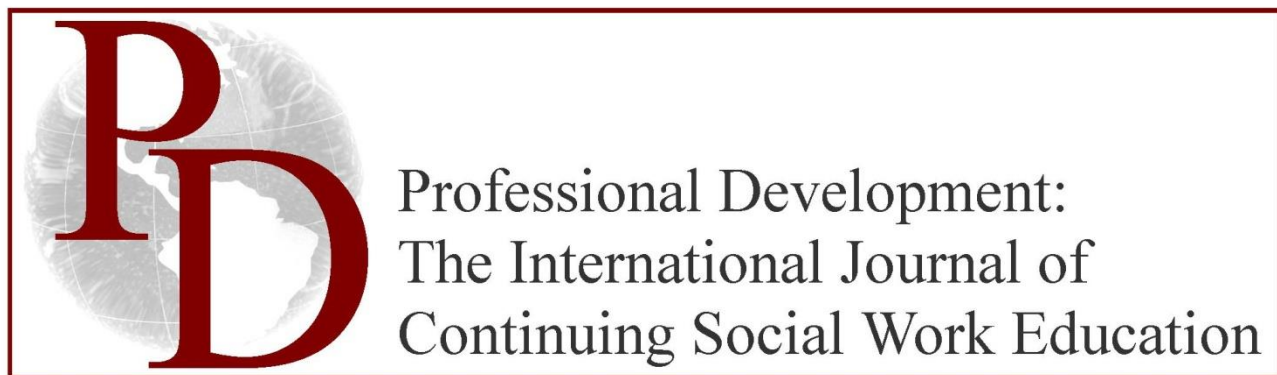 PD
Professional Development:
The International Journal of
Continuing Social Work Education